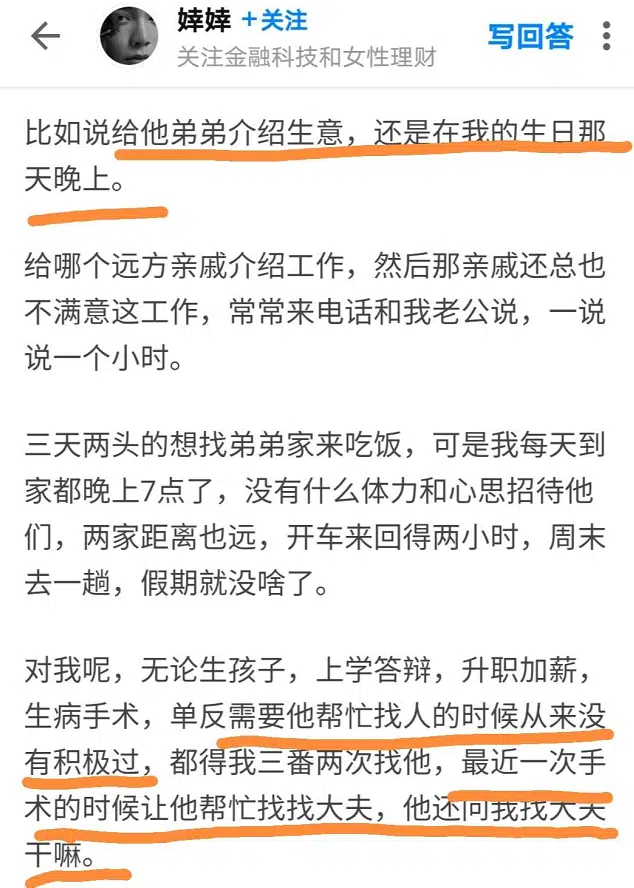 婞婞 +关注
写回答
关注金融科技和女性理财
比如说给他弟弟介绍生意，还是在我的生日那
天晚上。
给哪个远方亲戚介绍工作，然后那亲戚还总也
不满意这工作，常常来电话和我老公说，一说
说一个小时。
三天两头的想找弟弟家来吃饭，可是我每天到
家都晚上7点了，没有什么体力和心思招待他
们，两家距离也远，开车来回得两小时，周末
去一趟，假期就没啥了。
对我呢，无论生孩子，上学答辩，升职加薪，
生病手术，单反需要他帮忙找人的时候从来没
有积极过，都得我三番两次找他，最近一次手
术的时候让他帮忙找找大夫，他还问我找大夫
干嘛。